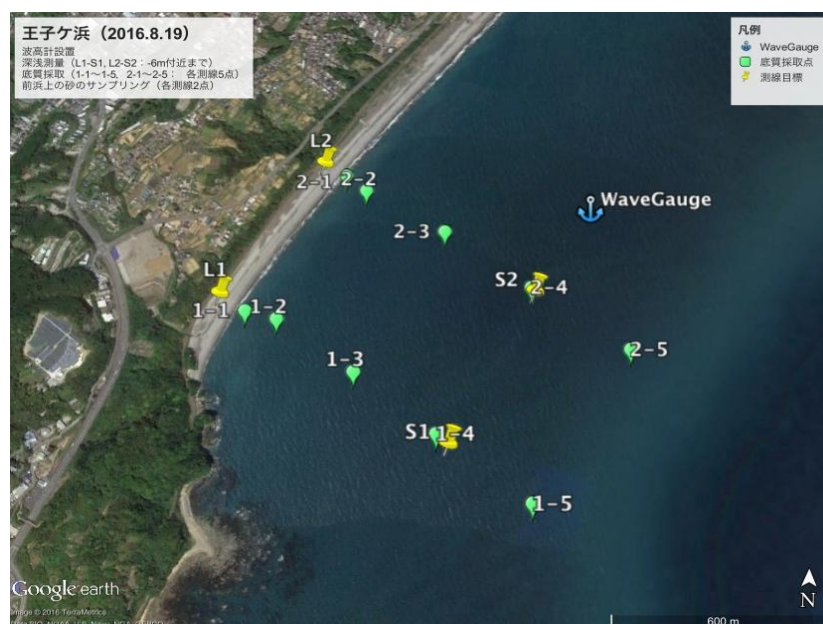 王子ケ浜（2016.8.19）
波高計設置
深浅測量（L1-S1, L2-S2：-6m付近まで）
底質採取（1-1～1-5, 2-1～2-5： 各測線5点）
前浜上の砂のサンプリング（各測線2点）
凡例
WaveGauge
底質採取点
測線目標
L2
2-1 2-2
WaveGauge
2-3
L1
S2 2-4
1-1 1-2
2-5
1-3
S1 1-4
1-5
Google earth
Image © 2016 TerraMetrics
N
600 m